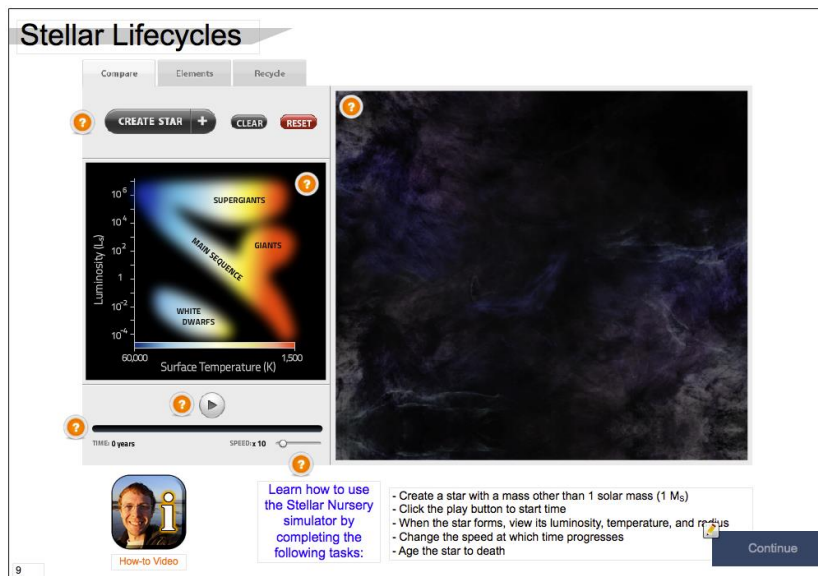 Stellar Lifecycles
Compare Elements Recycle
? CREATE STAR + CLEAR RESET
?
?
10⁶
SUPERGIANTS
10⁴
GIANTS
MAIN SEQUENCE
10²
Luminosity (Lₛ)
1
10⁻²
WHITE
DWARFS
10⁻⁴
60,000 1,500
Surface Temperature (K)
?
?
TIME: 0 years SPEED: x 10
?
i
How-to Video
Learn how to use
the Stellar Nursery
simulator by
completing the
following tasks:
- Create a star with a mass other than 1 solar mass (1 Mₛ)
- Click the play button to start time
- When the star forms, view its luminosity, temperature, and radius
- Change the speed at which time progresses
- Age the star to death
Continue
9